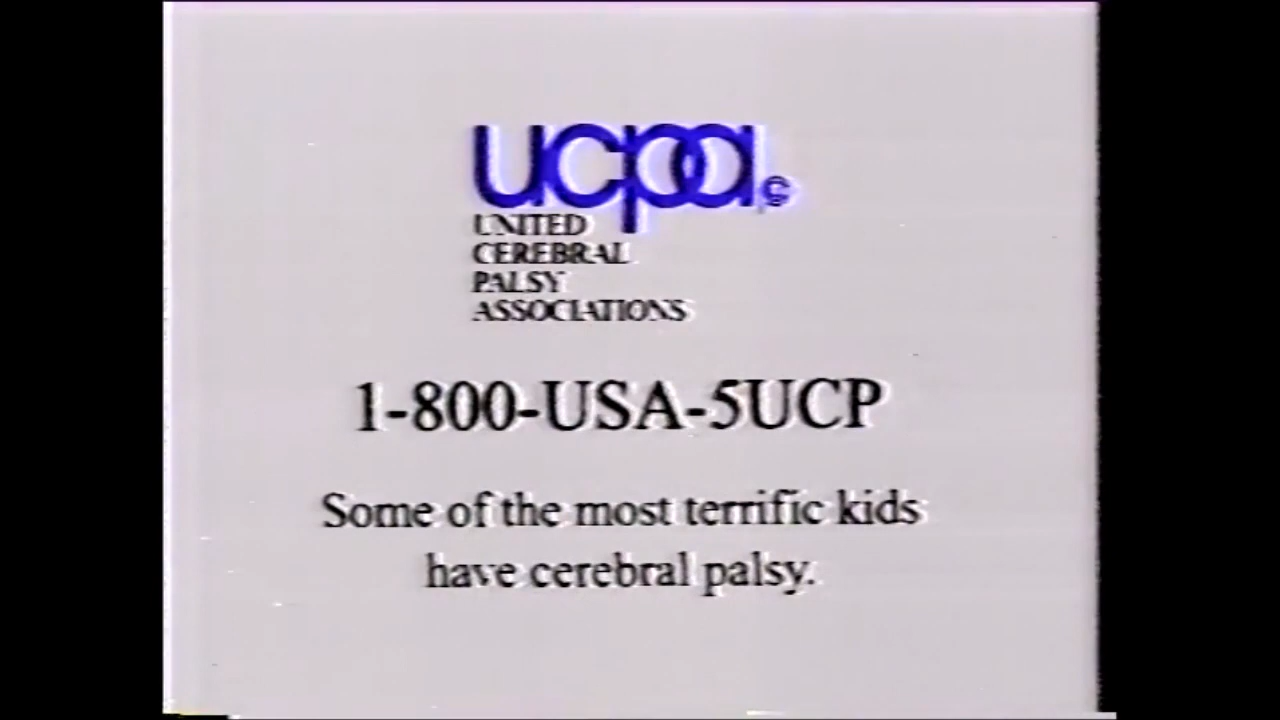 ucpa©
UNITED
CEREBRAL
PALSY
ASSOCIATIONS
1-800-USA-5UCP
Some of the most terrific kids
have cerebral palsy.